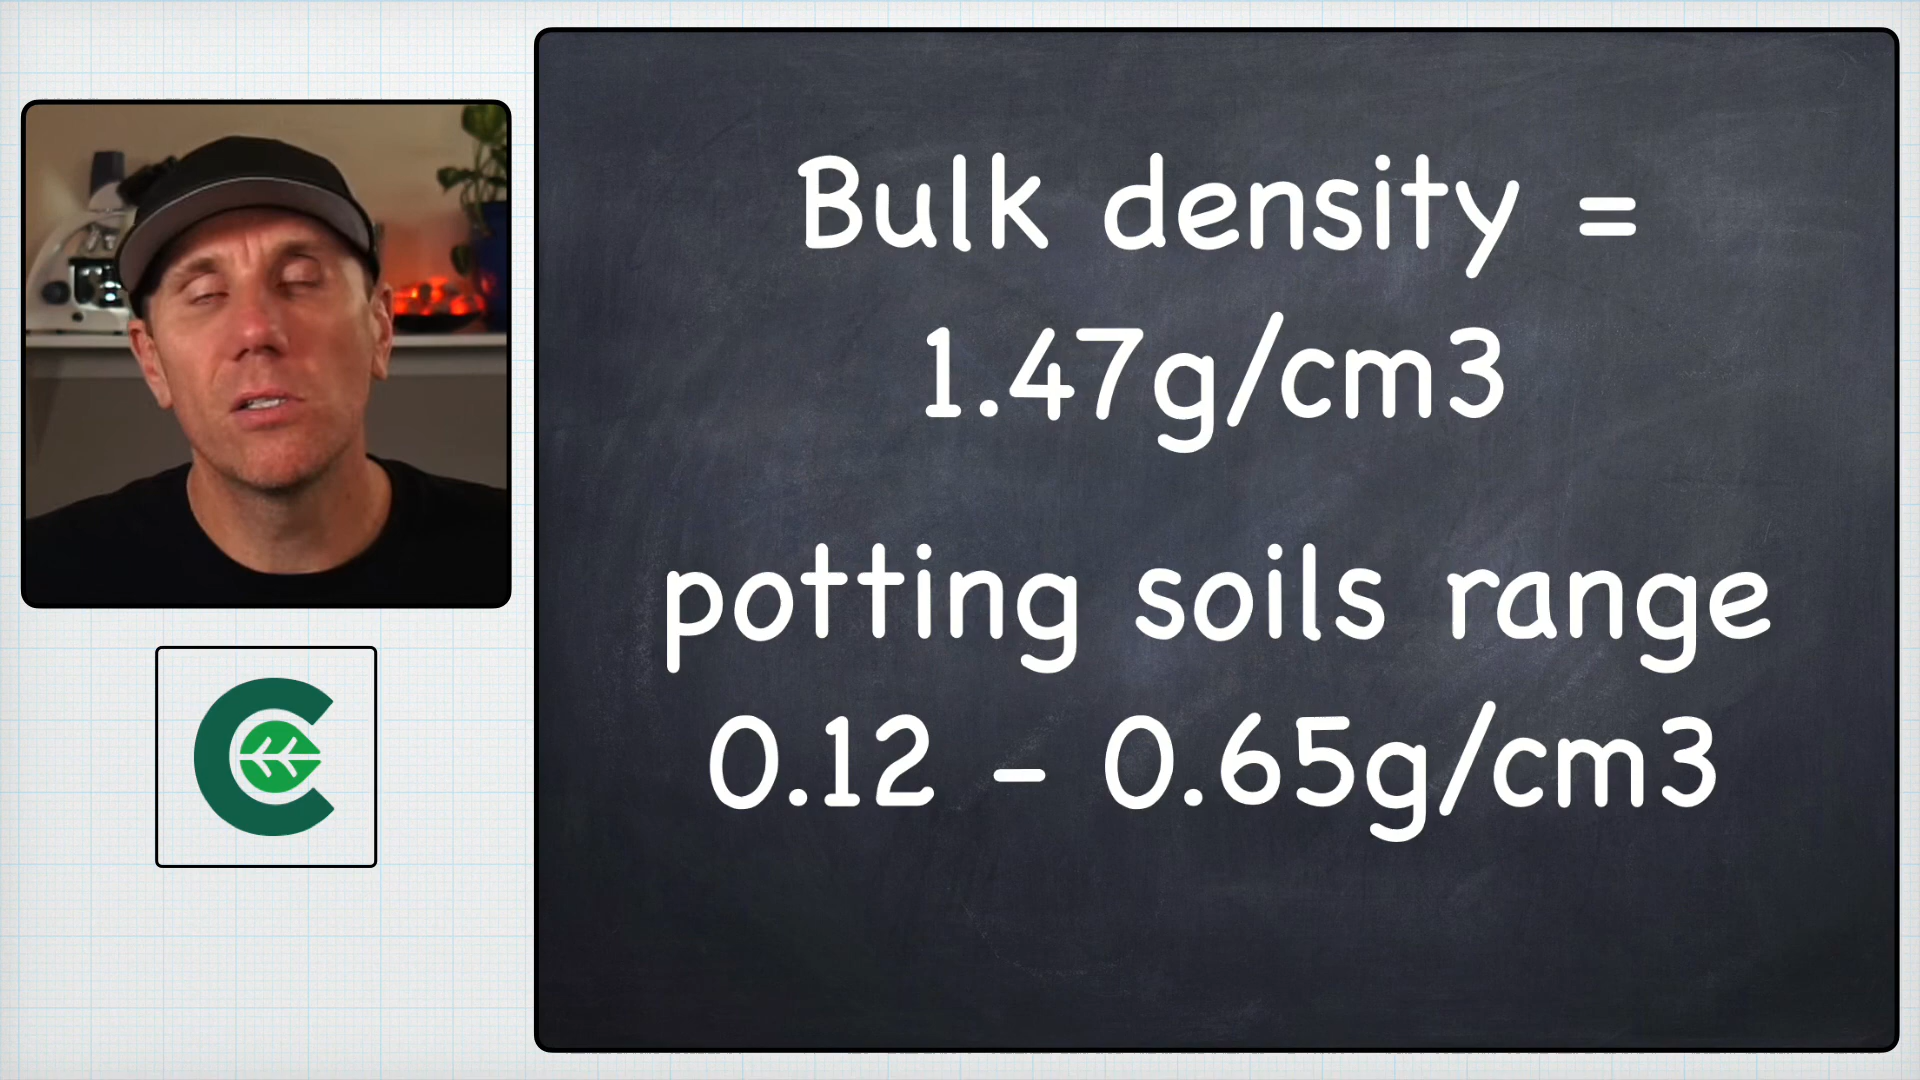 Bulk density =
1.47g/cm3
potting soils range
0.12 - 0.65g/cm3